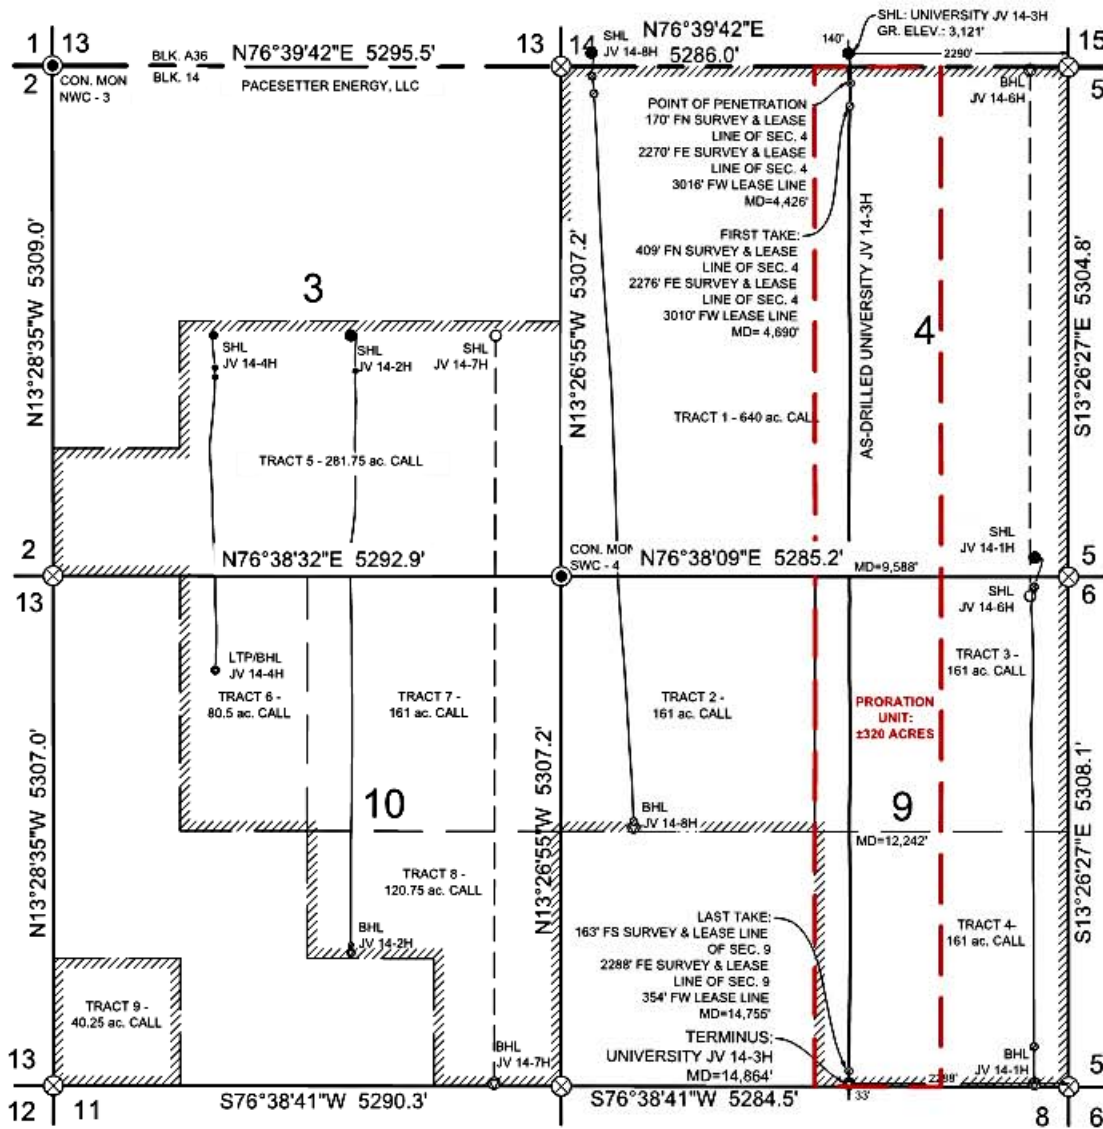 1
13
BLK. A36
N76°39'42"E 5295.5'
13
14
SHL
JV 14-8H
N76°39'42"E
5286.0'
140'
SHL: UNIVERSITY JV 14-3H
GR. ELEV.: 3,121'
15
2290'
2
CON. MON
NWC - 3
BLK. 14
PACESETTER ENERGY, LLC
BHL
JV 14-6H
5
POINT OF PENETRATION
170' FN SURVEY & LEASE
LINE OF SEC. 4
2270' FE SURVEY & LEASE
LINE OF SEC. 4
3016' FW LEASE LINE
MD=4,426'
FIRST TAKE:
409' FN SURVEY & LEASE
LINE OF SEC. 4
2276' FE SURVEY & LEASE
LINE OF SEC. 4
3010' FW LEASE LINE
MD= 4,690'
N13°28'35"W 5309.0'
3
N13°26'55"W 5307.2'
AS-DRILLED UNIVERSITY JV 14-3H
4
S13°26'27"E 5304.8'
SHL
JV 14-4H
SHL
JV 14-2H
SHL
JV 14-7H
TRACT 1 - 640 ac. CALL
TRACT 5 - 281.75 ac. CALL
SHL
JV 14-1H
2
N76°38'32"E 5292.9'
CON. MON
SWC - 4
N76°38'09"E 5285.2'
MD=9,588'
5
13
SHL
JV 14-6H
6
LTP/BHL
JV 14-4H
TRACT 6 -
80.5 ac. CALL
TRACT 7 -
161 ac. CALL
TRACT 2 -
161 ac. CALL
PRORATION
UNIT:
±320 ACRES
TRACT 3 -
161 ac. CALL
N13°28'35"W 5307.0'
10
N13°26'55"W 5307.2'
BHL
JV 14-8H
9
MD=12,242'
S13°26'27"E 5308.1'
TRACT 8 -
120.75 ac. CALL
BHL
JV 14-2H
LAST TAKE:
163' FS SURVEY & LEASE LINE
OF SEC. 9
2288' FE SURVEY & LEASE
LINE OF SEC. 9
354' FW LEASE LINE
MD=14,755'
TRACT 4-
161 ac. CALL
TRACT 9 -
40.25 ac. CALL
TERMINUS:
UNIVERSITY JV 14-3H
MD=14,864'
13
BHL
JV 14-7H
2288'
BHL
JV 14-1H
5
12
11
S76°38'41"W 5290.3'
S76°38'41"W 5284.5'
33'
8
6